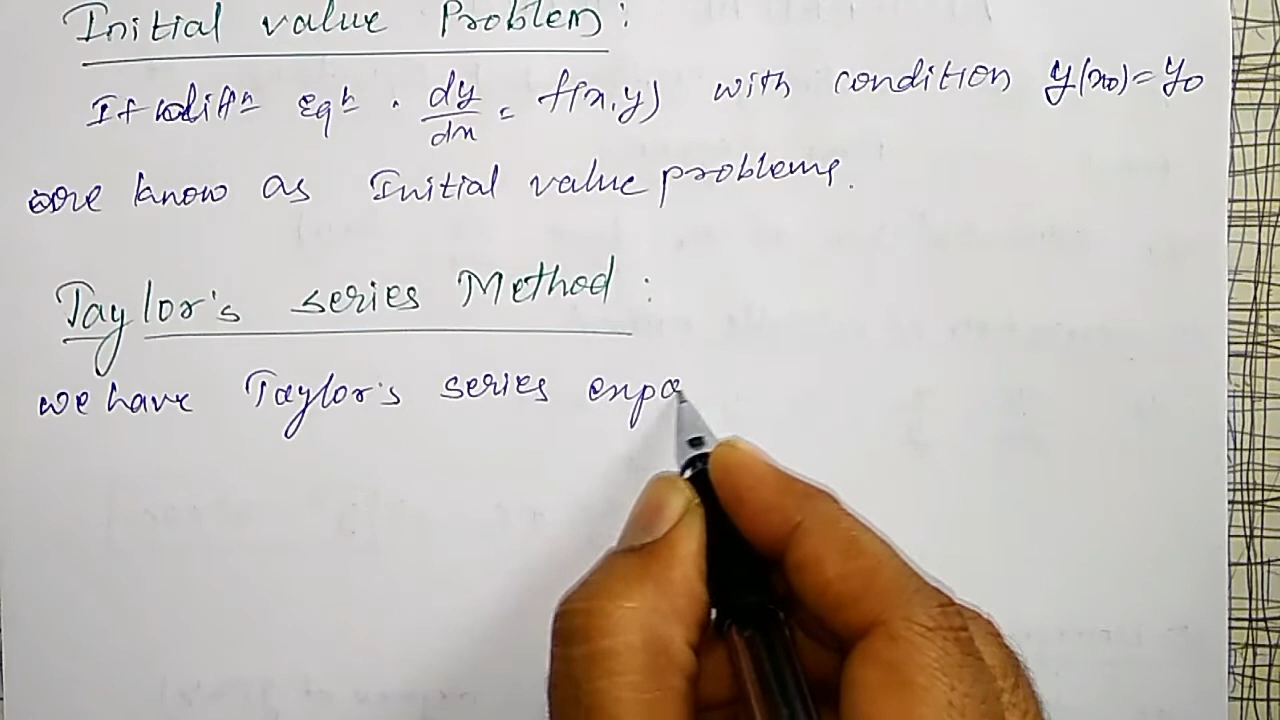 Initial value Problem:
If diffn eqn. dy/dx = f(x,y) with condition y(x0)=y0
are know as Initial value problems.
Taylor's series Method:
we have Taylor's series expa